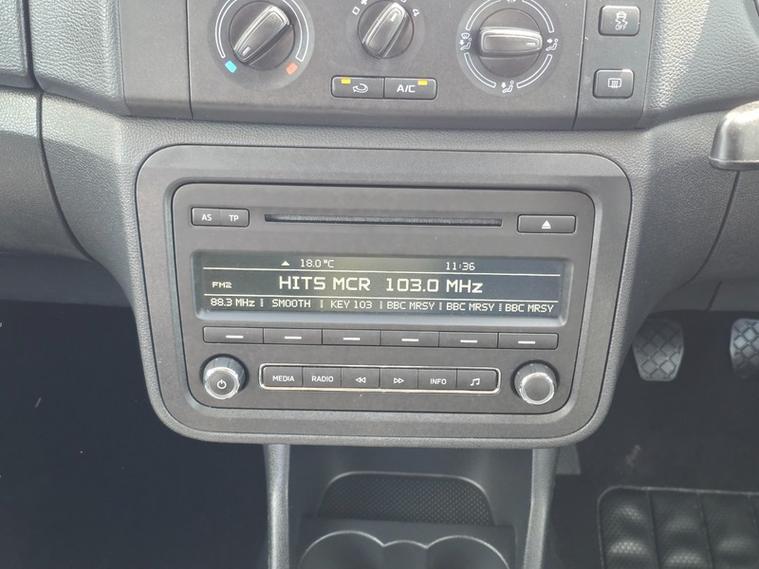 OFF
A/C
AS TP
18.0 °C 11:36
FM2 HITS MCR 103.0 MHz
88.3 MHz SMOOTH KEY 103 BBC MRSY BBC MRSY BBC MRSY
MEDIA RADIO INFO